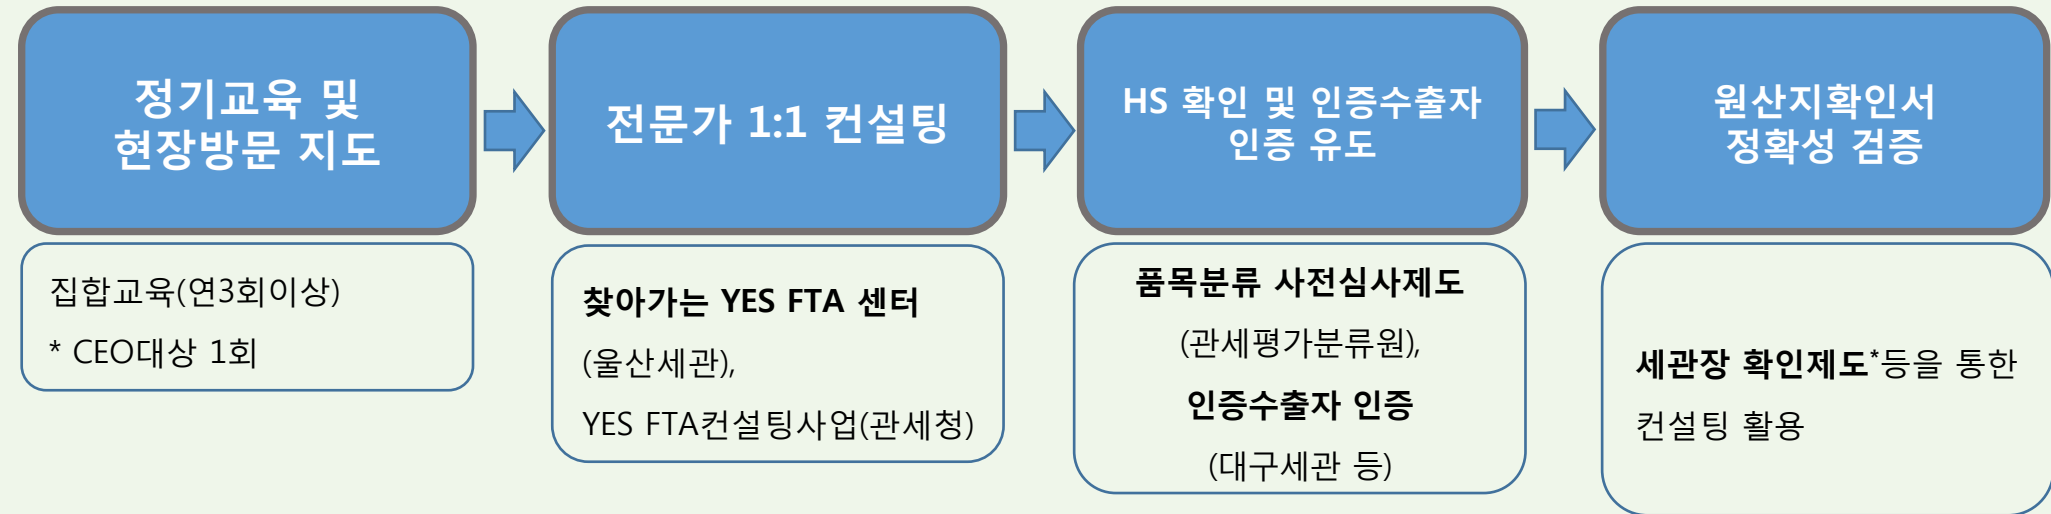 정기교육 및
현장방문 지도
전문가 1:1 컨설팅
HS 확인 및 인증수출자
인증 유도
원산지확인서
정확성 검증
집합교육(연3회이상)
* CEO대상 1회
찾아가는 YES FTA 센터
(울산세관),
YES FTA컨설팅사업(관세청)
품목분류 사전심사제도
(관세평가분류원),
인증수출자 인증
(대구세관 등)
세관장 확인제도*등을 통한
컨설팅 활용